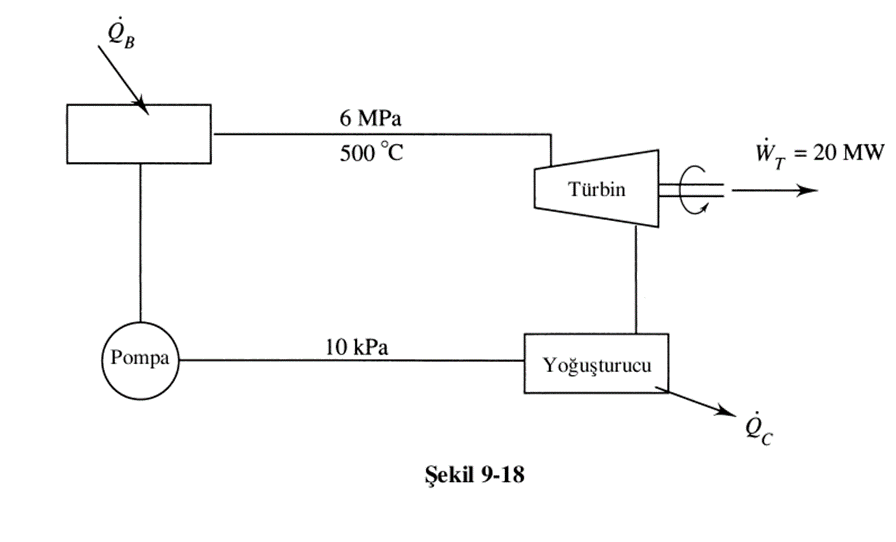 Q̇_B
6 MPa
500 °C
Ẇ_T = 20 MW
Türbin
Pompa
10 kPa
Yoğuşturucu
Q̇_C
Şekil 9-18